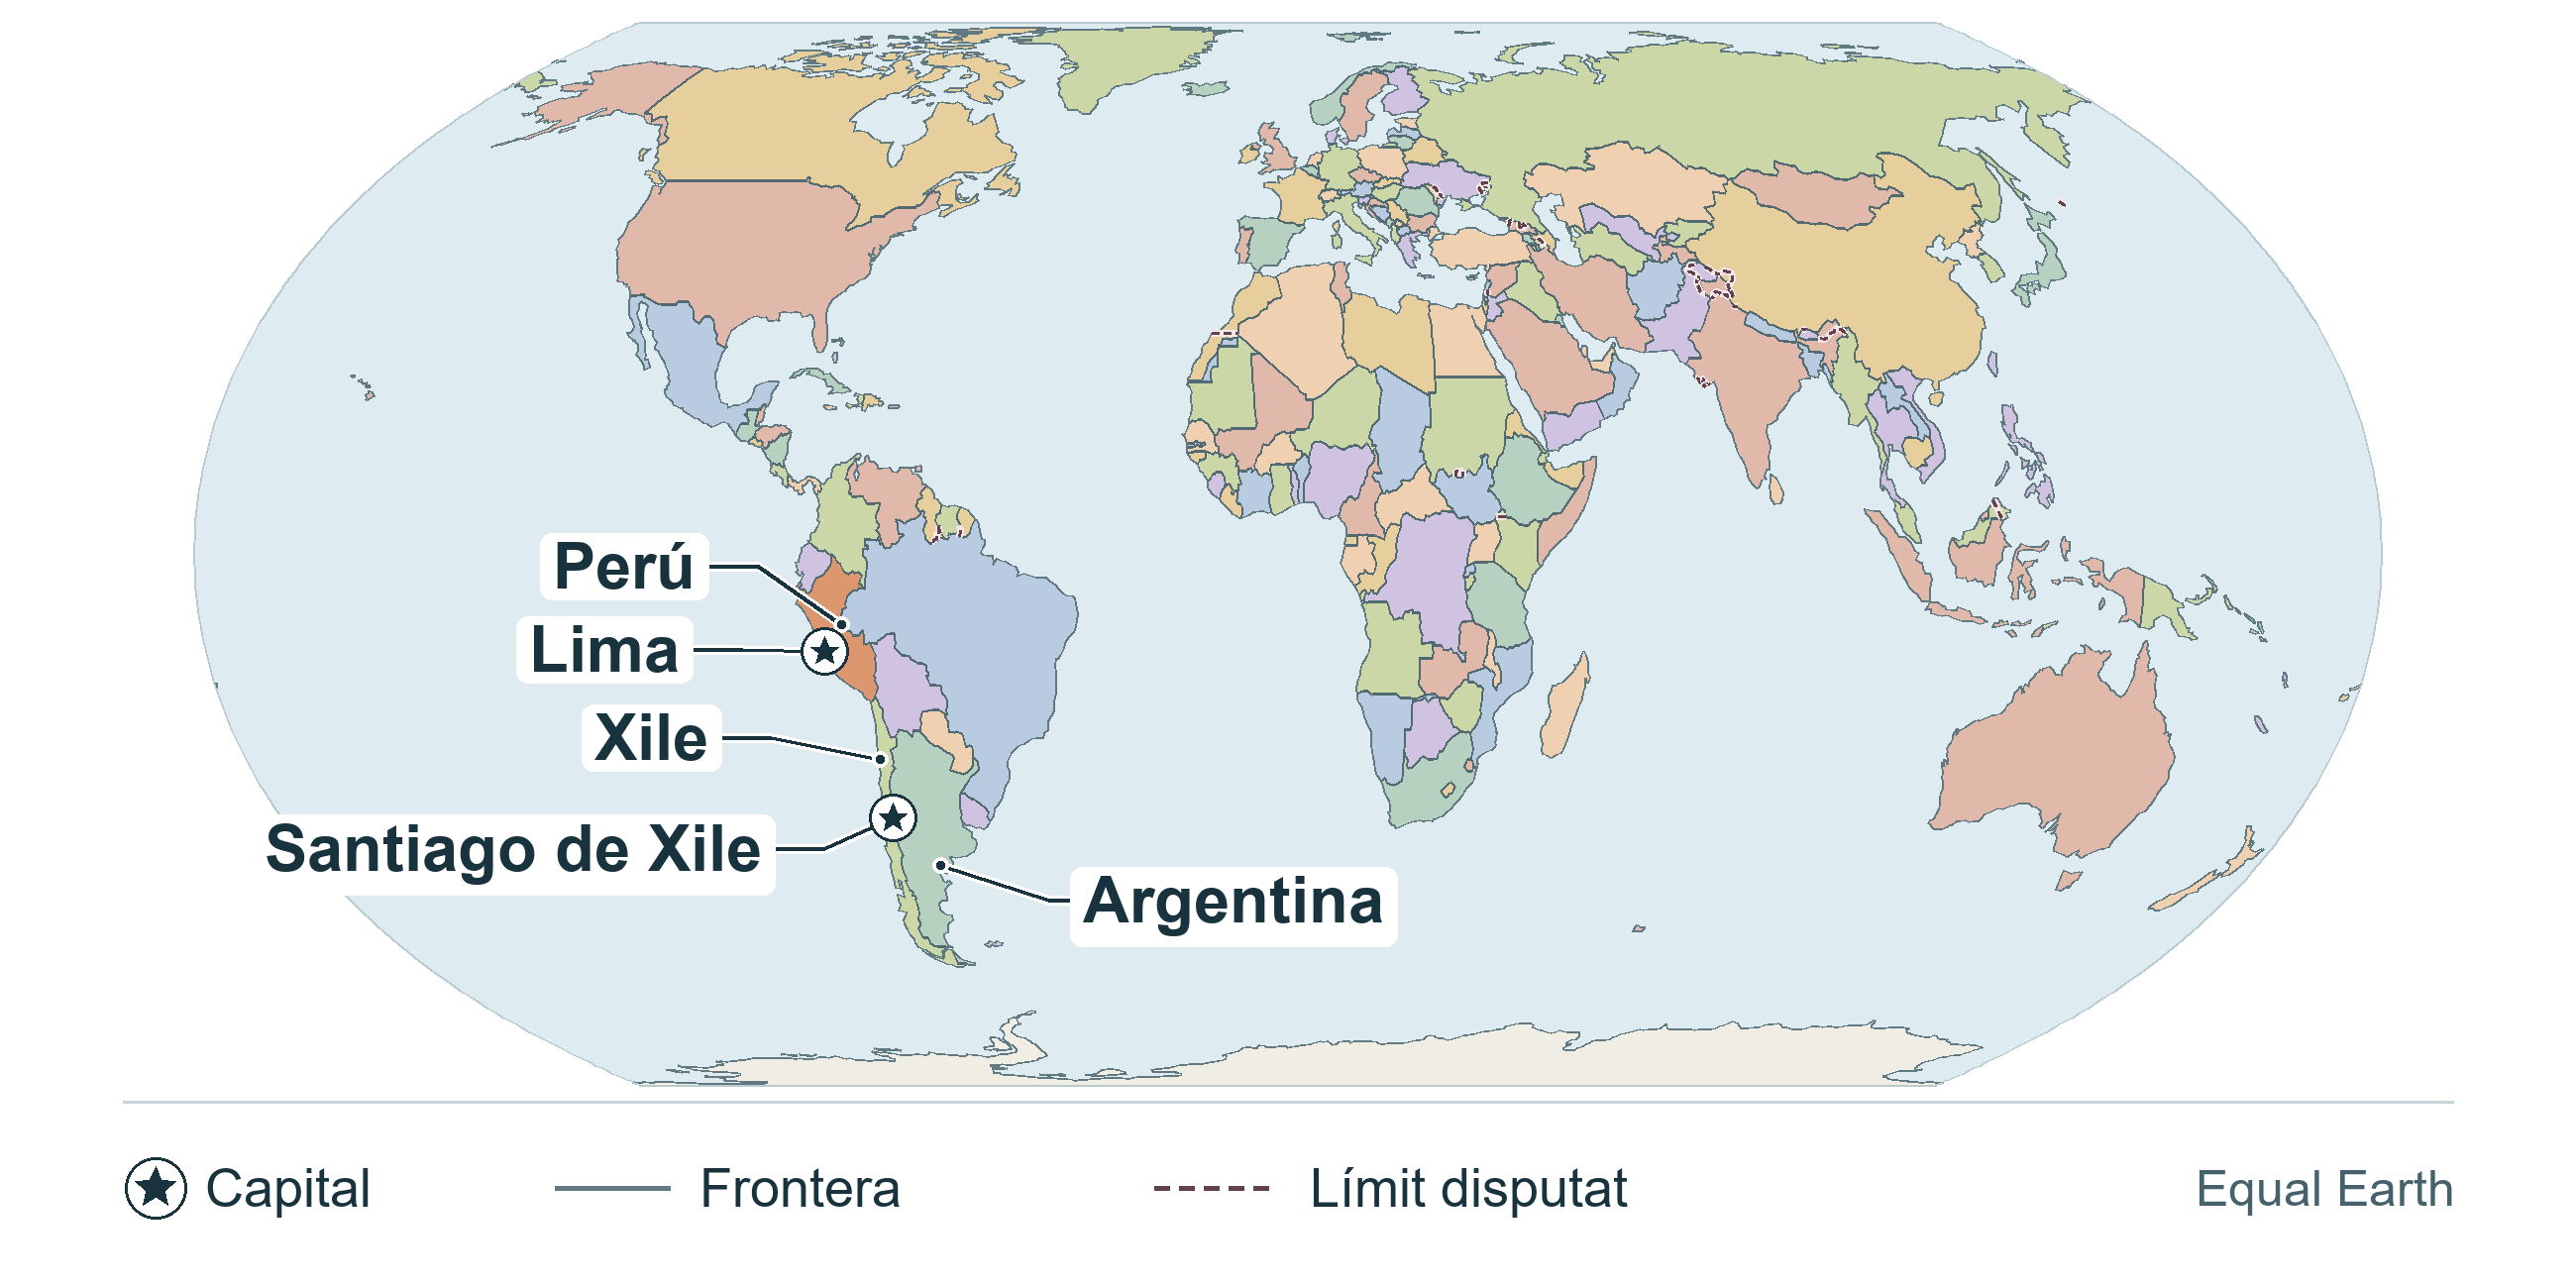 Perú
Lima
Xile
Santiago de Xile
Argentina
Capital
Frontera
Límit disputat
Equal Earth